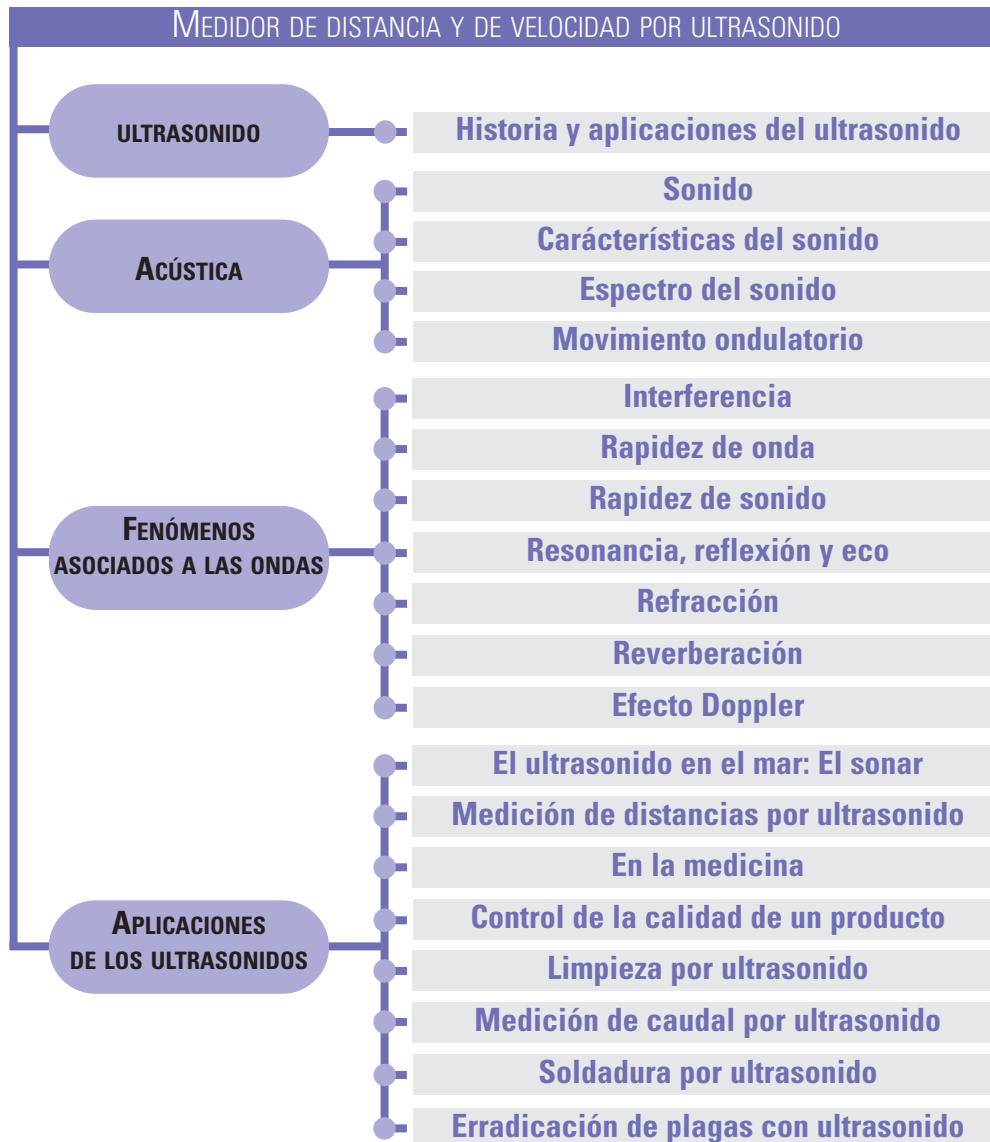 MEDIDOR DE DISTANCIA Y DE VELOCIDAD POR ULTRASONIDO
ULTRASONIDO
Historia y aplicaciones del ultrasonido
ACÚSTICA
Sonido
Carácterísticas del sonido
Espectro del sonido
Movimiento ondulatorio
FENÓMENOS
ASOCIADOS A LAS ONDAS
Interferencia
Rapidez de onda
Rapidez de sonido
Resonancia, reflexión y eco
Refracción
Reverberación
Efecto Doppler
APLICACIONES
DE LOS ULTRASONIDOS
El ultrasonido en el mar: El sonar
Medición de distancias por ultrasonido
En la medicina
Control de la calidad de un producto
Limpieza por ultrasonido
Medición de caudal por ultrasonido
Soldadura por ultrasonido
Erradicación de plagas con ultrasonido